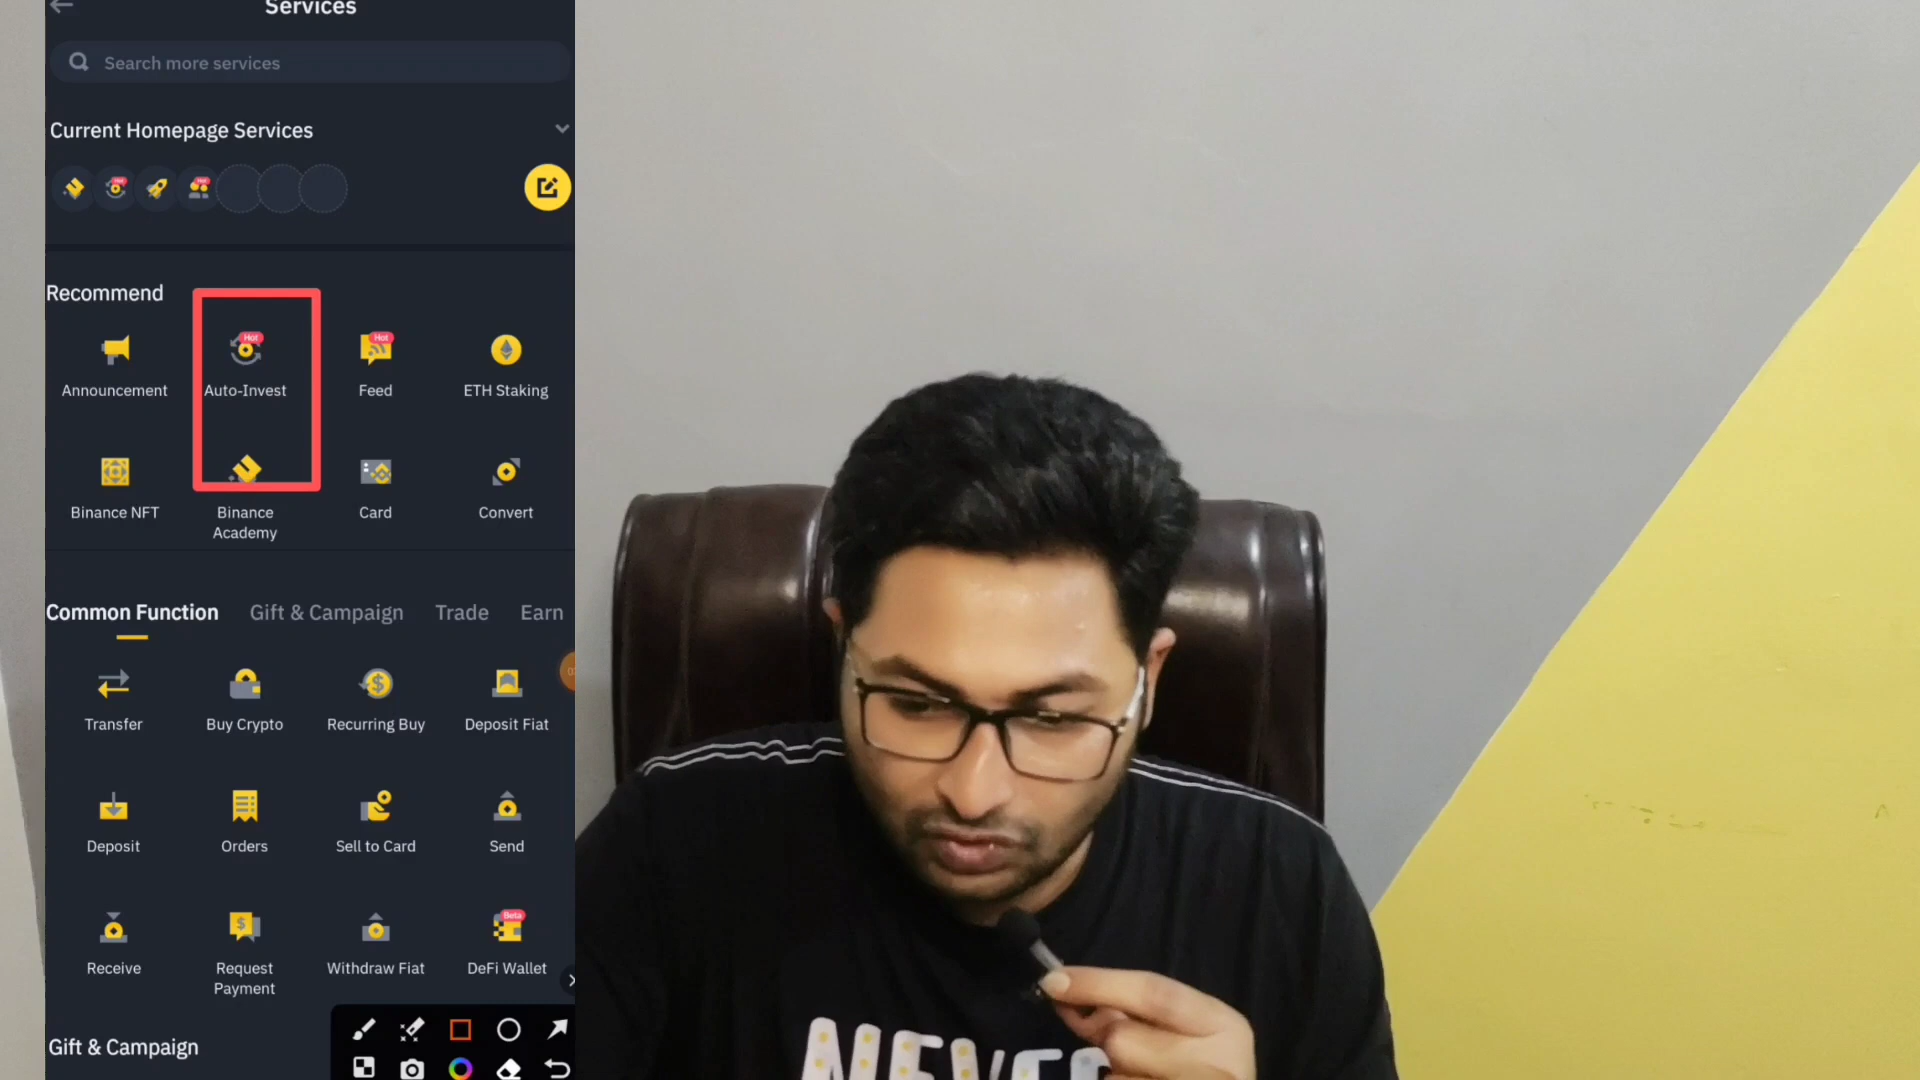 Services
Search more services
Current Homepage Services
Recommend
Hot
Hot
Announcement
Auto-Invest
Feed
ETH Staking
Binance NFT
Binance
Academy
Card
Convert
Common Function
Gift & Campaign
Trade
Earn
Transfer
Buy Crypto
Recurring Buy
Deposit Fiat
Deposit
Orders
Sell to Card
Send
Beta
Receive
Request
Payment
Withdraw Fiat
DeFi Wallet
Gift & Campaign